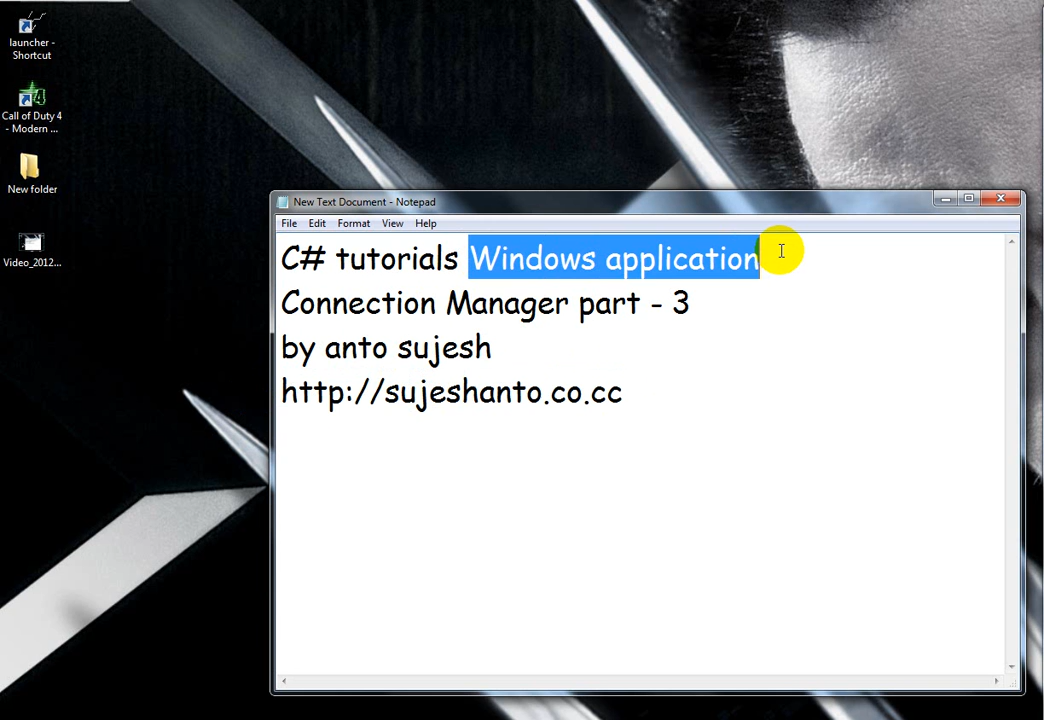 launcher -
Shortcut
Call of Duty 4
- Modern ...
New folder
Video_2012...
New Text Document - Notepad
File Edit Format View Help
C# tutorials Windows application
Connection Manager part - 3
by anto sujesh
http://sujeshanto.co.cc